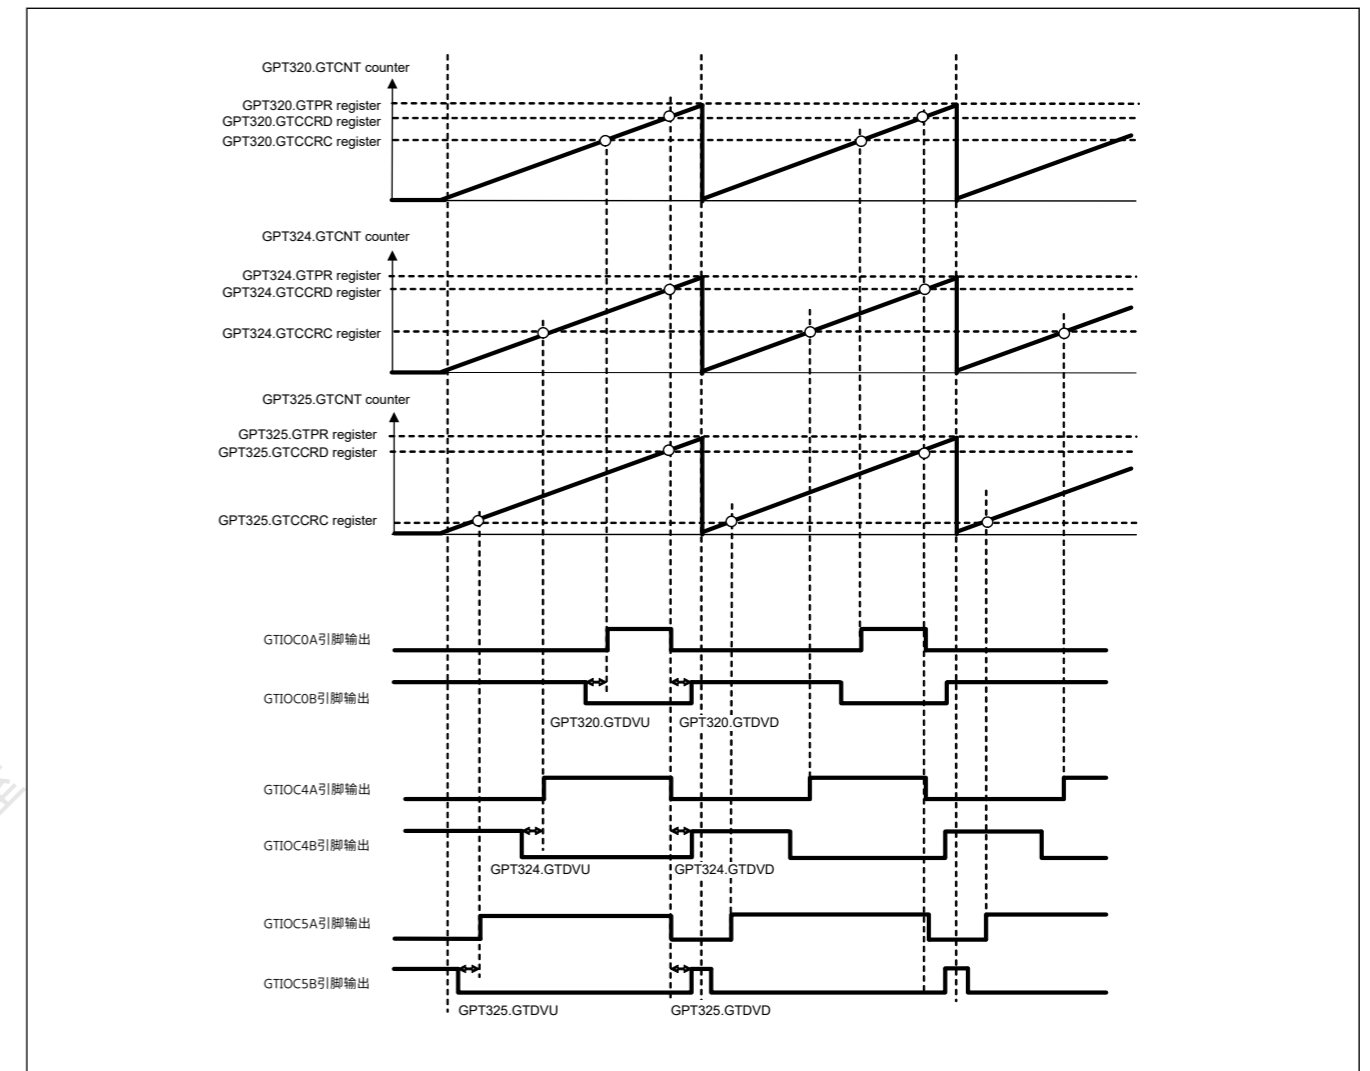 GPT320.GTCNT counter
GPT320.GTPR register
GPT320.GTCCRD register
GPT320.GTCCRC register
GPT324.GTCNT counter
GPT324.GTPR register
GPT324.GTCCRD register
GPT324.GTCCRC register
GPT325.GTCNT counter
GPT325.GTPR register
GPT325.GTCCRD register
GPT325.GTCCRC register
GTIOC0A引脚输出
GTIOC0B引脚输出
GPT320.GTDVU GPT320.GTDVD
GTIOC4A引脚输出
GTIOC4B引脚输出
GPT324.GTDVU GPT324.GTDVD
GTIOC5A引脚输出
GTIOC5B引脚输出
GPT325.GTDVU GPT325.GTDVD